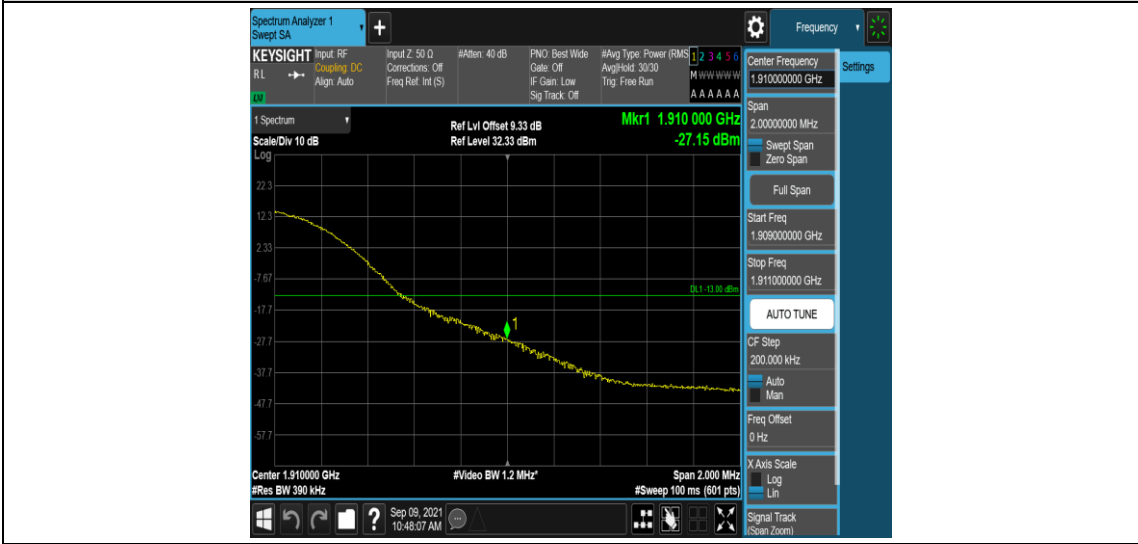 Spectrum Analyzer 1
Swept SA
+
Frequency
KEYSIGHT
RL
LNI
Input: RF
Coupling: DC
Align: Auto
Input Z: 50 Ω
Corrections: Off
Freq Ref: Int (S)
#Atten: 40 dB
PNO: Best Wide
Gate: Off
IF Gain: Low
Sig Track: Off
#Avg Type: Power (RMS
Avg|Hold: 30/30
Trig: Free Run
1 2 3 4 5 6
M W W W W W
A A A A A A
1 Spectrum
Scale/Div 10 dB
Log
Ref Lvl Offset 9.33 dB
Ref Level 32.33 dBm
Mkr1 1.910 000 GHz
-27.15 dBm
22.3
12.3
2.33
-7.67
-17.7
-27.7
-37.7
-47.7
-57.7
DL1 -13.00 dBm
1
Center 1.910000 GHz
#Res BW 390 kHz
#Video BW 1.2 MHz*
Span 2.000 MHz
#Sweep 100 ms (601 pts)
?
Sep 09, 2021
10:48:07 AM
Center Frequency
1.910000000 GHz
Settings
Span
2.00000000 MHz
Swept Span
Zero Span
Full Span
Start Freq
1.909000000 GHz
Stop Freq
1.911000000 GHz
AUTO TUNE
CF Step
200.000 kHz
Auto
Man
Freq Offset
0 Hz
X Axis Scale
Log
Lin
Signal Track
(Span Zoom)